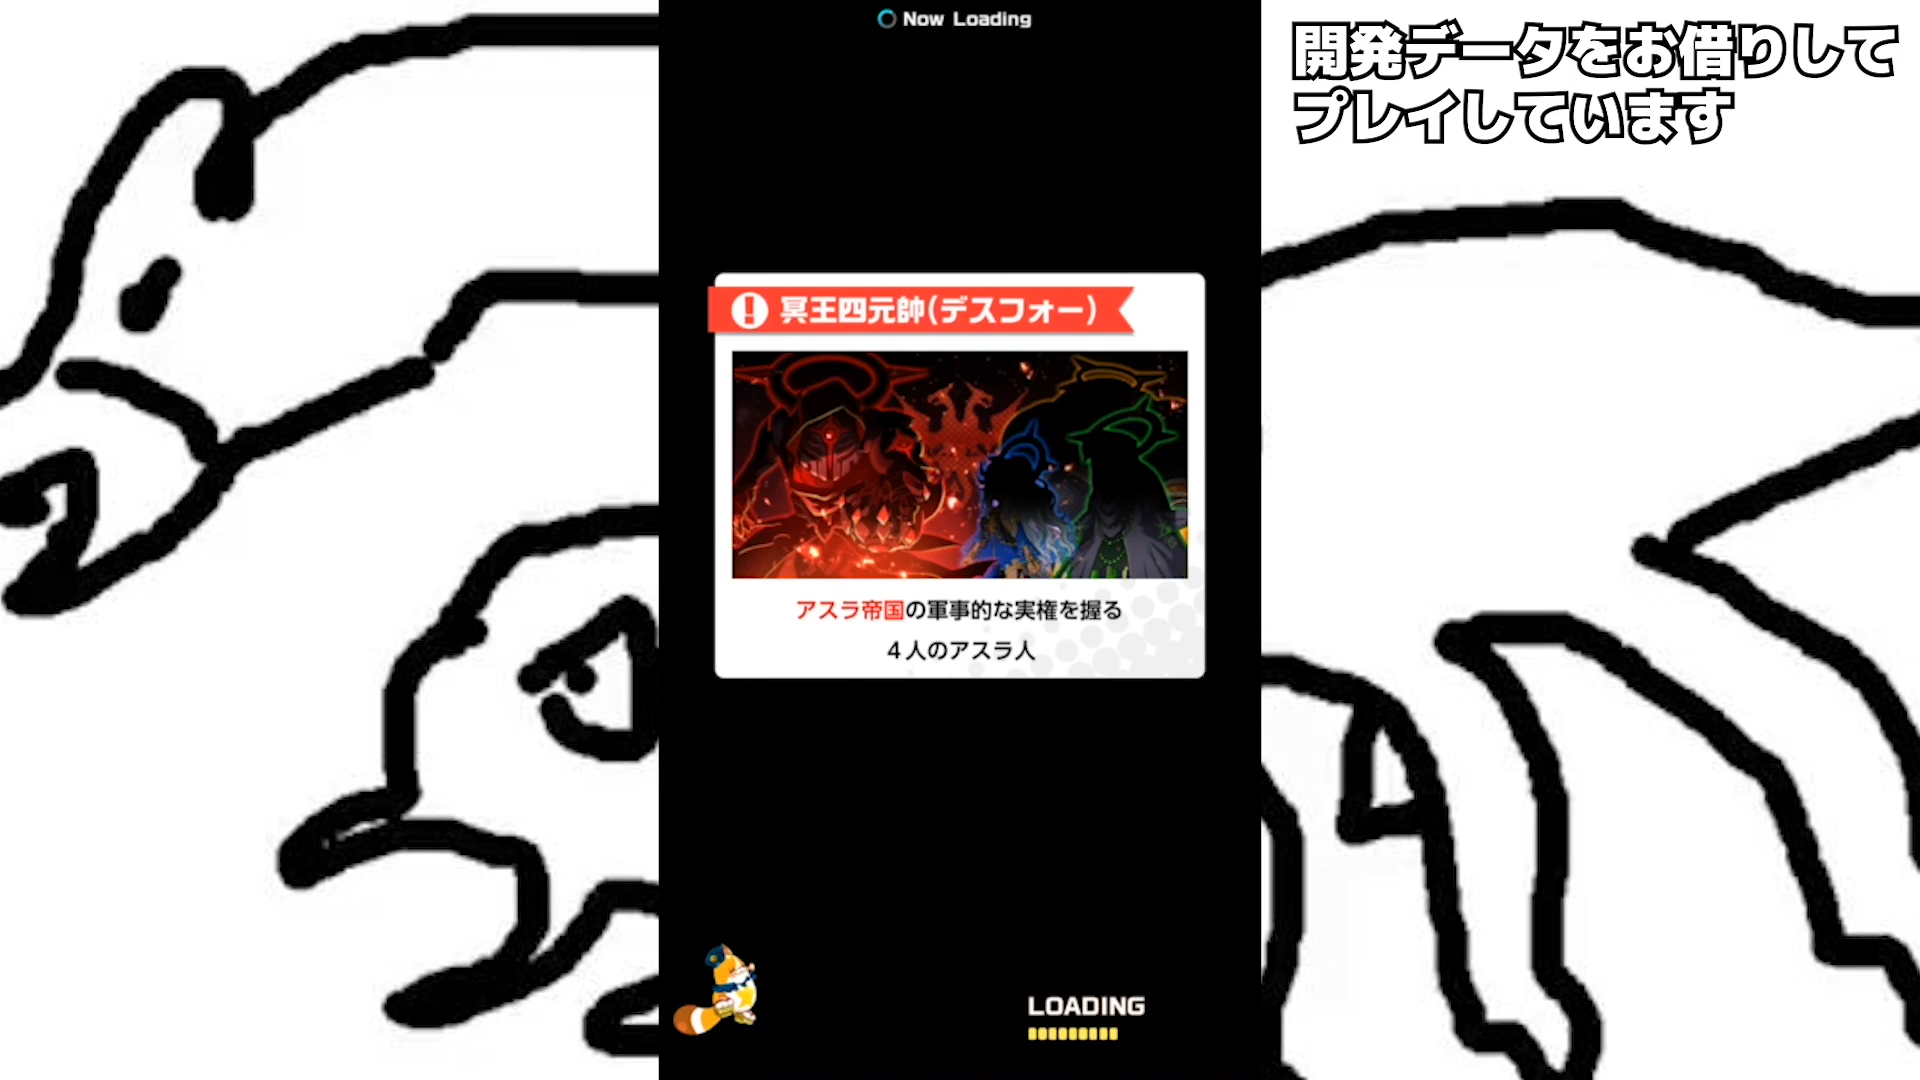 Now Loading
開発データをお借りして
プレイしています
冥王四元帥(デスフォー)
アスラ帝国の軍事的な実権を握る
4人のアスラ人
LOADING